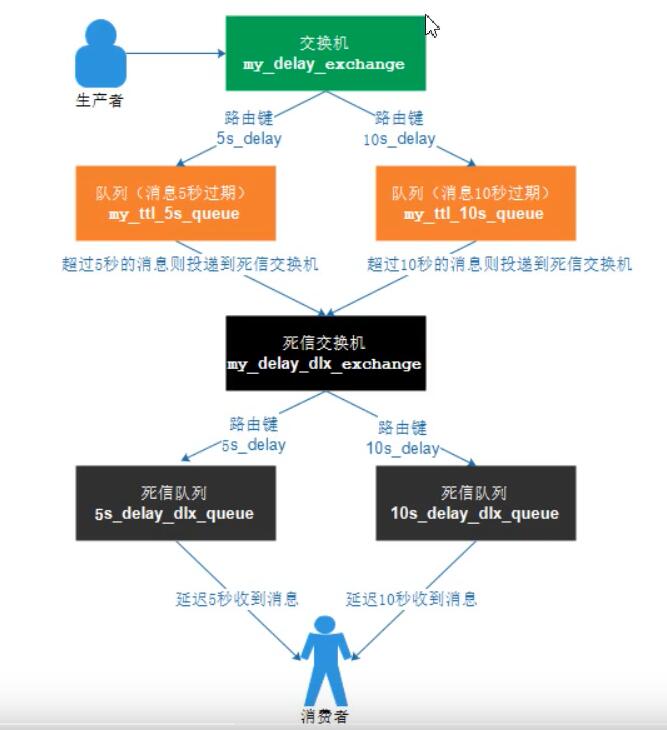 交换机
my_delay_exchange
生产者
路由键
5s_delay
路由键
10s_delay
队列（消息5秒过期）
my_ttl_5s_queue
队列（消息10秒过期）
my_ttl_10s_queue
超过5秒的消息则投递到死信交换机
超过10秒的消息则投递到死信交换机
死信交换机
my_delay_dlx_exchange
路由键
5s_delay
路由键
10s_delay
死信队列
5s_delay_dlx_queue
死信队列
10s_delay_dlx_queue
延迟5秒收到消息
延迟10秒收到消息
消费者